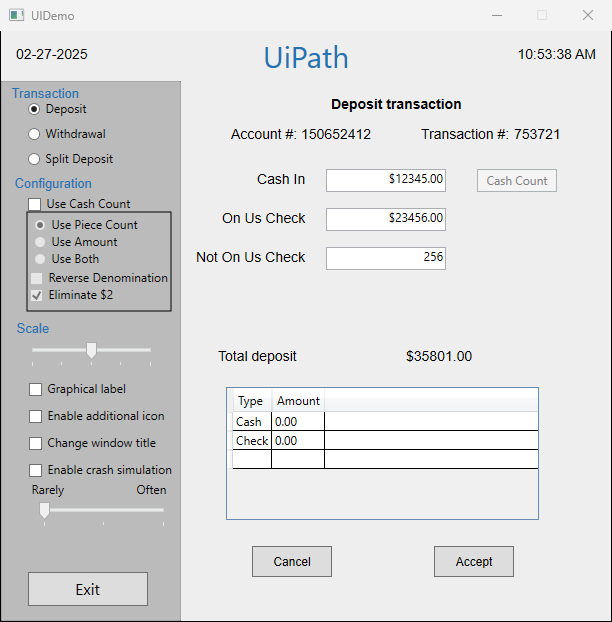 UIDemo
02-27-2025
UiPath
10:53:38 AM
Transaction
Deposit
Withdrawal
Split Deposit
Configuration
Use Cash Count
Use Piece Count
Use Amount
Use Both
Reverse Denomination
Eliminate $2
Scale
Graphical label
Enable additional icon
Change window title
Enable crash simulation
Rarely Often
Exit
Deposit transaction
Account #: 150652412 Transaction #: 753721
Cash In $12345.00 Cash Count
On Us Check $23456.00
Not On Us Check 256
Total deposit $35801.00
Type Amount
Cash 0.00
Check 0.00
Cancel Accept